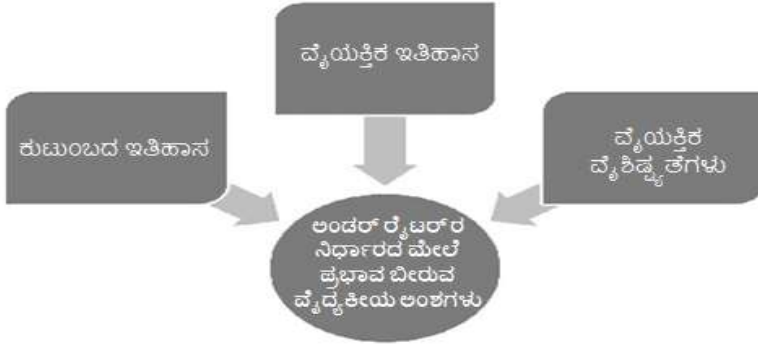 ವೈಯಕ್ತಿಕ ಇತಿಹಾಸ
ಕುಟುಂಬದ ಇತಿಹಾಸ
ವೈಯಕ್ತಿಕ
ವೈಶಿಷ್ಟ್ಯತೆಗಳು
ಅಂಡರ್ ರೈಟರ್ ರ
ನಿರ್ಧಾರದ ಮೇಲೆ
ಪ್ರಭಾವ ಬೀರುವ
ವೈದ್ಯಕೀಯ ಅಂಶಗಳು